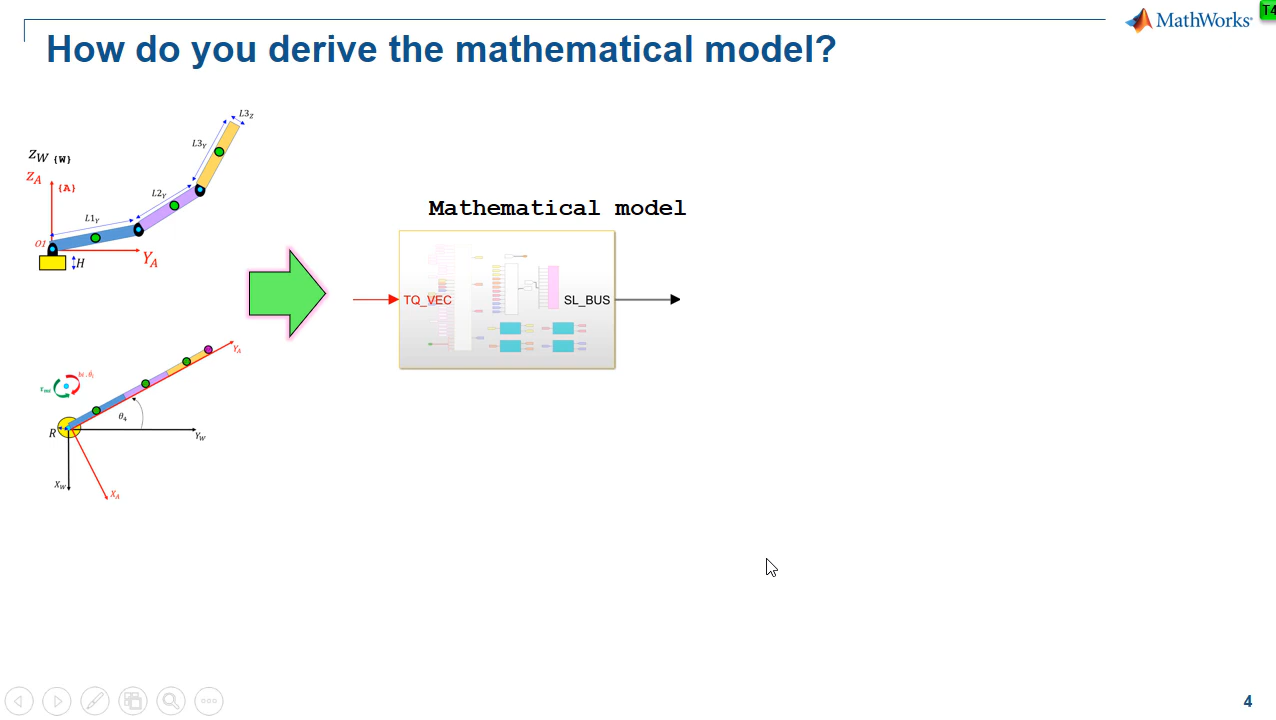 MathWorks®
T4
How do you derive the mathematical model?
L3_Z
L3_Y
Z_W {W}
Z_A {A}
L2_Y
L1_Y
O1
H
Y_A
Mathematical model
TQ_VEC
SL_BUS
Y_A
θ_4
R
Y_W
X_W
X_A
4